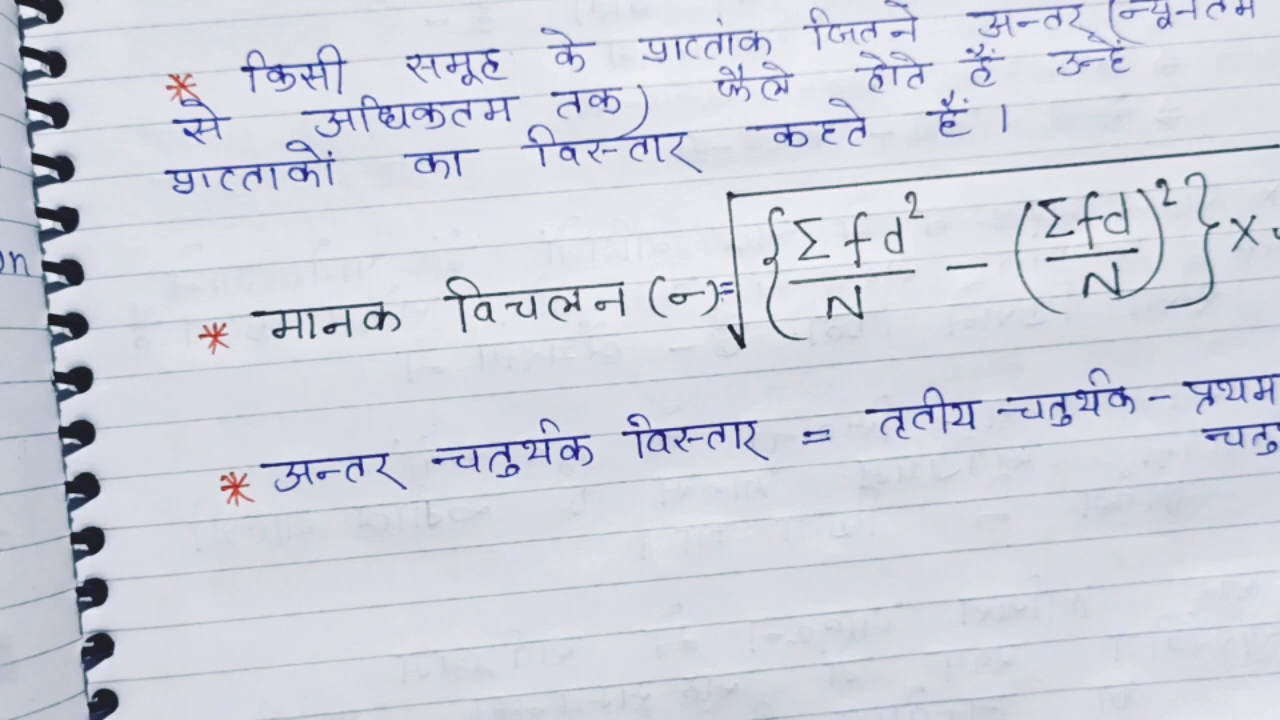 * किसी समूह के प्राप्तांक जितने अन्तर (न्यूनतम
से अधिकतम तक) फैले होते हैं उन्हें
प्राप्ताकों का विस्तार कहते हैं।
* मानक विचलन (σ)= √{Σfd²/N - (Σfd/N)²} ×
* अन्तर चतुर्थक विस्तार = तृतीय चतुर्थक - प्रथम
चतु